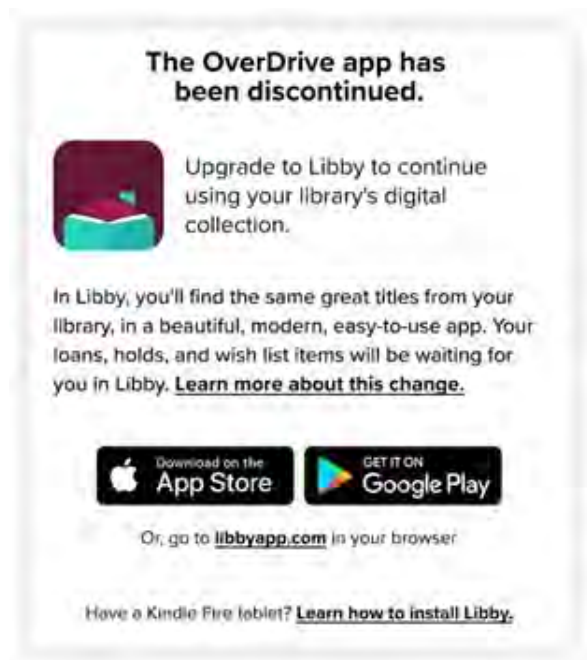 The OverDrive app has
been discontinued.
Upgrade to Libby to continue
using your library's digital
collection.
In Libby, you'll find the same great titles from your
library, in a beautiful, modern, easy-to-use app. Your
loans, holds, and wish list items will be waiting for
you in Libby. Learn more about this change.
Download on the
App Store
GET IT ON
Google Play
Or, go to libbyapp.com in your browser
Have a Kindle Fire tablet? Learn how to install Libby.